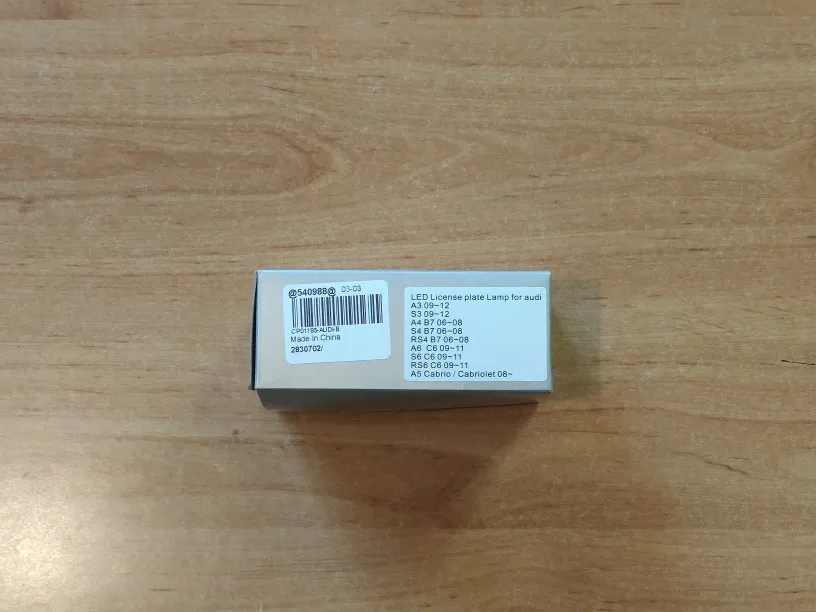 @540988@ 03-03
CP01193-AUDI-B
Made in China
2830702/
LED License plate Lamp for audi
A3 09~12
S3 09~12
A4 B7 06~08
S4 B7 06~08
RS4 B7 06~08
A6 C6 09~11
S6 C6 09~11
RS6 C6 09~11
A5 Cabrio / Cabriolet 08~